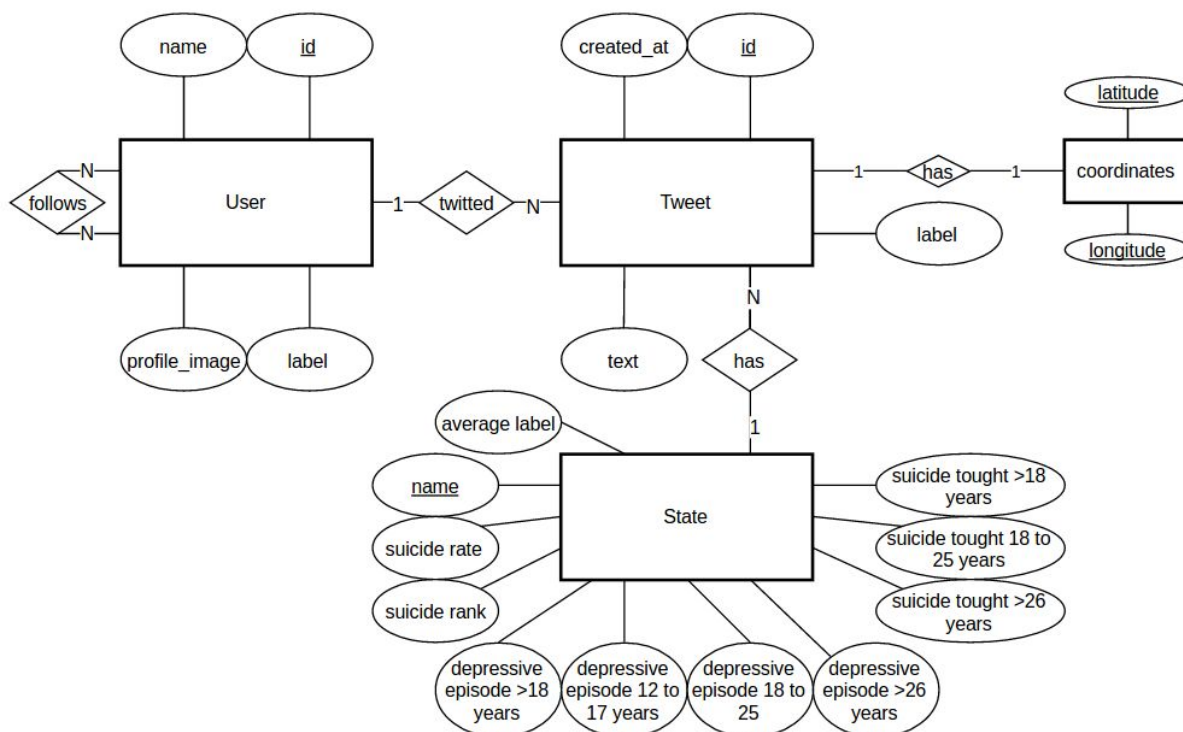 name
id
created_at
id
latitude
N
follows
N
User
1
twitted
N
Tweet
1
has
1
coordinates
label
longitude
profile_image
label
text
N
has
1
average label
name
suicide rate
suicide rank
State
suicide tought >18
years
suicide tought 18 to
25 years
suicide tought >26
years
depressive
episode >18
years
depressive
episode 12 to
17 years
depressive
episode 18 to
25
depressive
episode >26
years